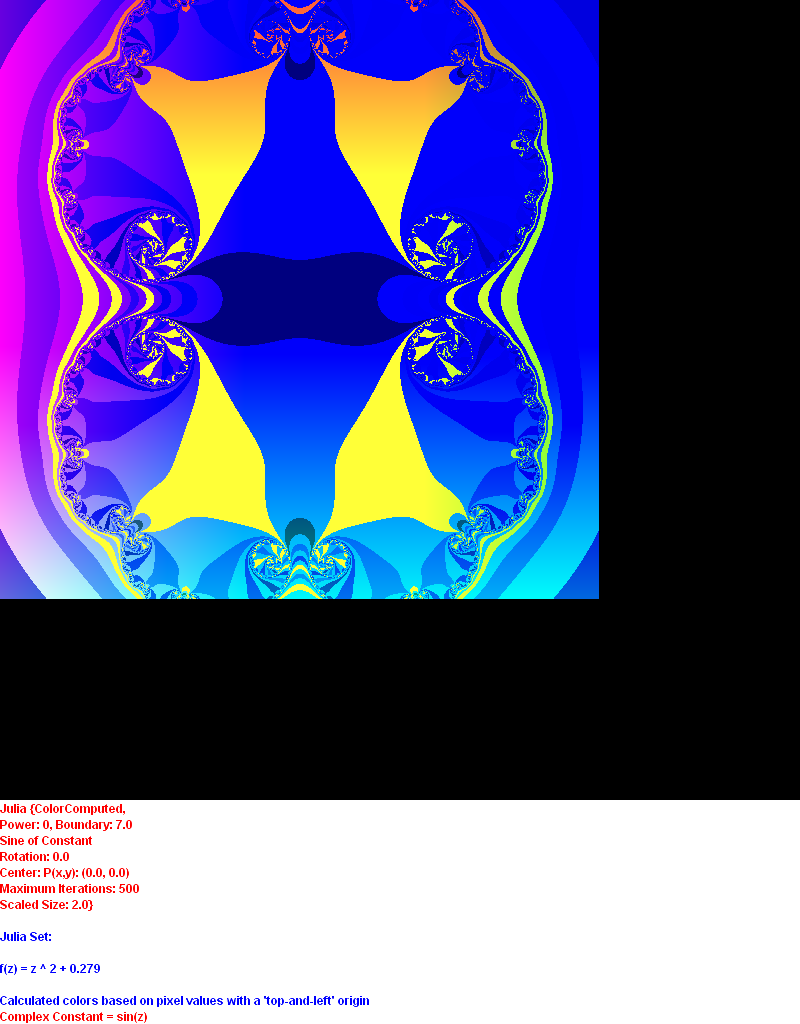 Julia {ColorComputed,
Power: 0, Boundary: 7.0
Sine of Constant
Rotation: 0.0
Center: P(x,y): (0.0, 0.0)
Maximum Iterations: 500
Scaled Size: 2.0}
Julia Set:
f(z) = z ^ 2 + 0.279
Calculated colors based on pixel values with a 'top-and-left' origin
Complex Constant = sin(z)